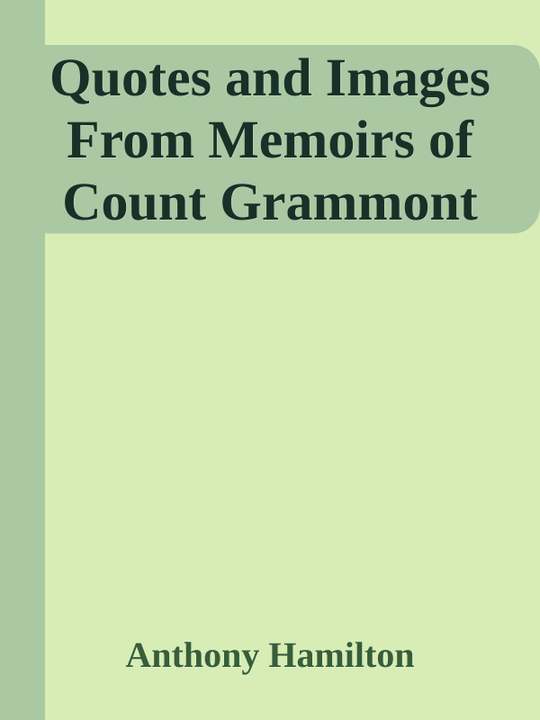 Quotes and Images
From Memoirs of
Count Grammont
Anthony Hamilton